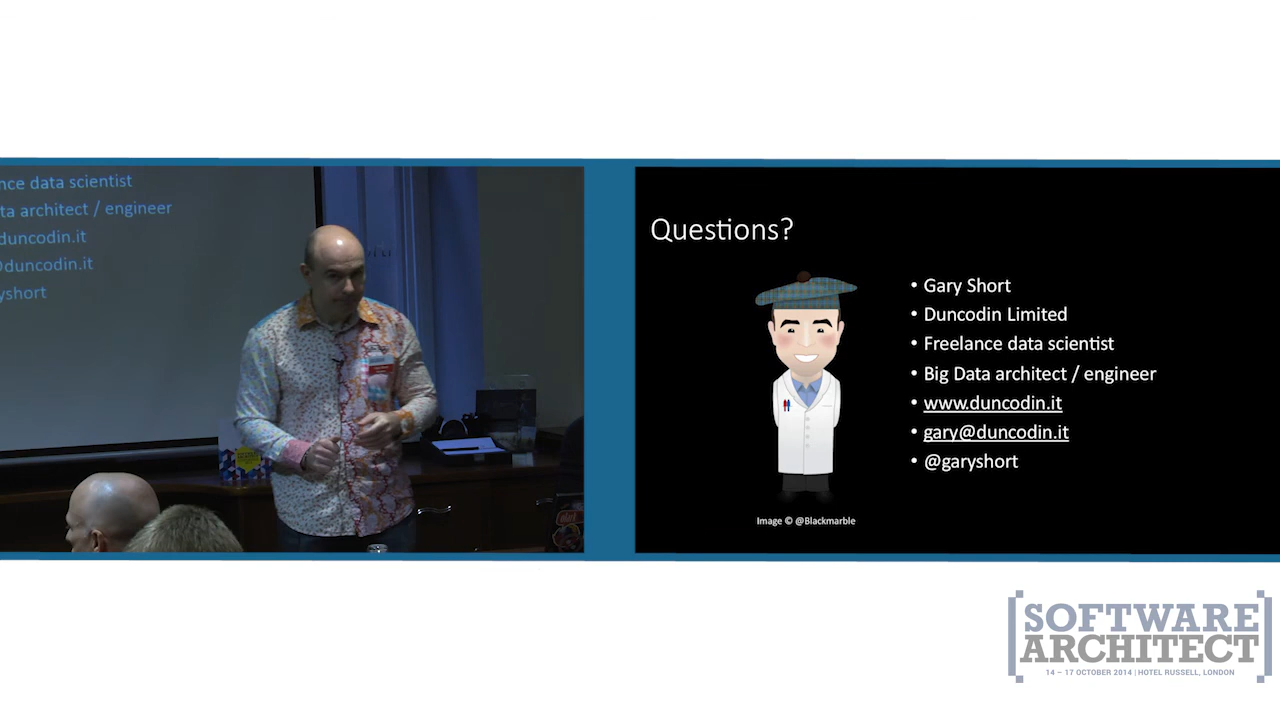 nce data scientist
ta architect / engineer
duncodin.it
@duncodin.it
yshort
Questions?
• Gary Short
• Duncodin Limited
• Freelance data scientist
• Big Data architect / engineer
• www.duncodin.it
• gary@duncodin.it
• @garyshort
Image © @Blackmarble
[SOFTWARE
ARCHITECT]
14 – 17 OCTOBER 2014 | HOTEL RUSSELL, LONDON